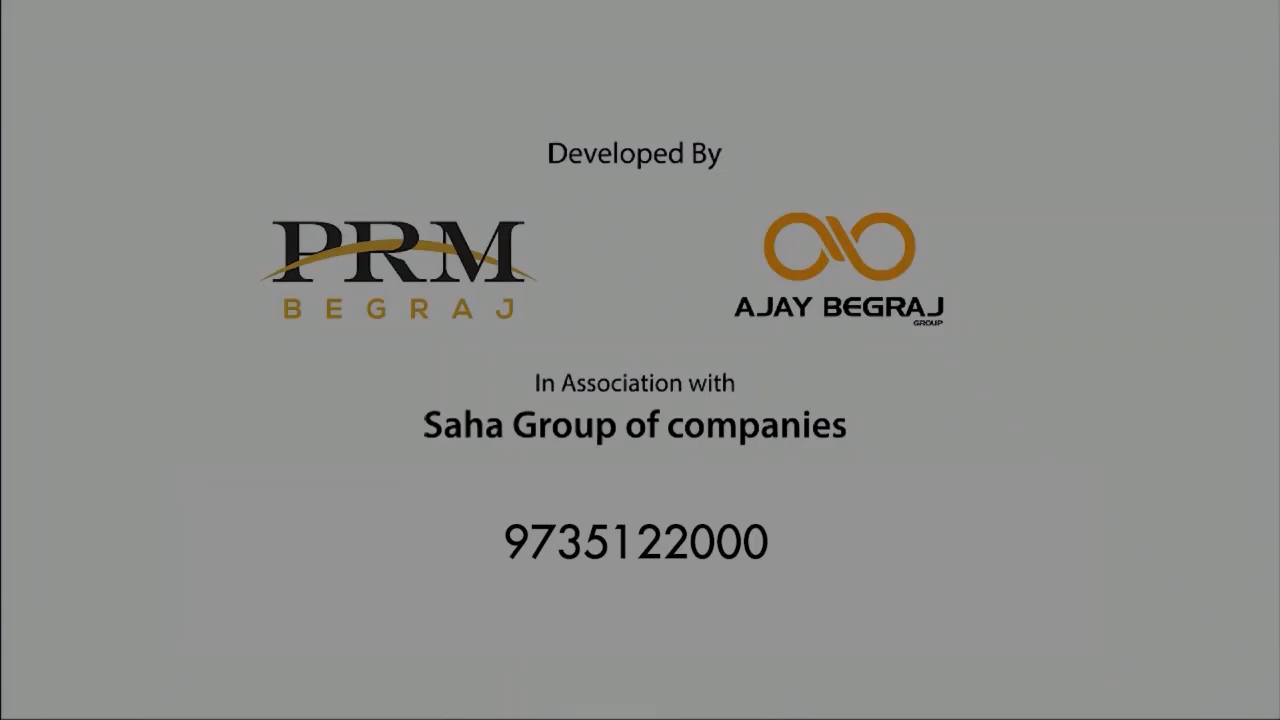 Developed By
PRM
BEGRAJ
AJAY BEGRAJ
GROUP
In Association with
Saha Group of companies
9735122000